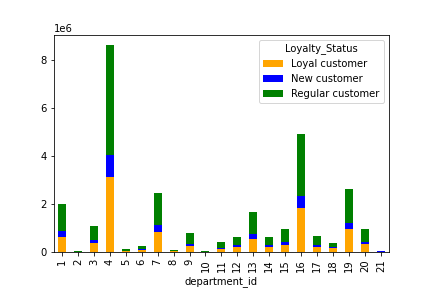 1e6
Loyalty_Status
Loyal customer
New customer
Regular customer
8
6
4
2
0
1 2 3 4 5 6 7 8 9 10 11 12 13 14 15 16 17 18 19 20 21
department_id